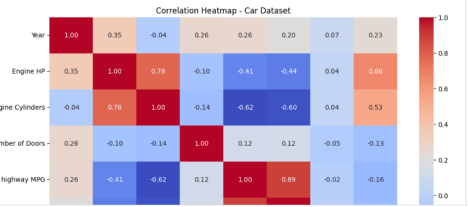 Correlation Heatmap - Car Dataset
Year 1.00 0.35 -0.04 0.26 0.26 0.20 0.07 0.23
Engine HP 0.35 1.00 0.78 -0.10 -0.41 -0.44 0.04 0.66
gine Cylinders -0.04 0.78 1.00 -0.14 -0.62 -0.60 0.04 0.53
mber of Doors 0.26 -0.10 -0.14 1.00 0.12 0.12 -0.05 -0.13
highway MPG 0.26 -0.41 -0.62 0.12 1.00 0.89 -0.02 -0.16
1.0
0.8
0.6
0.4
0.2
0.0